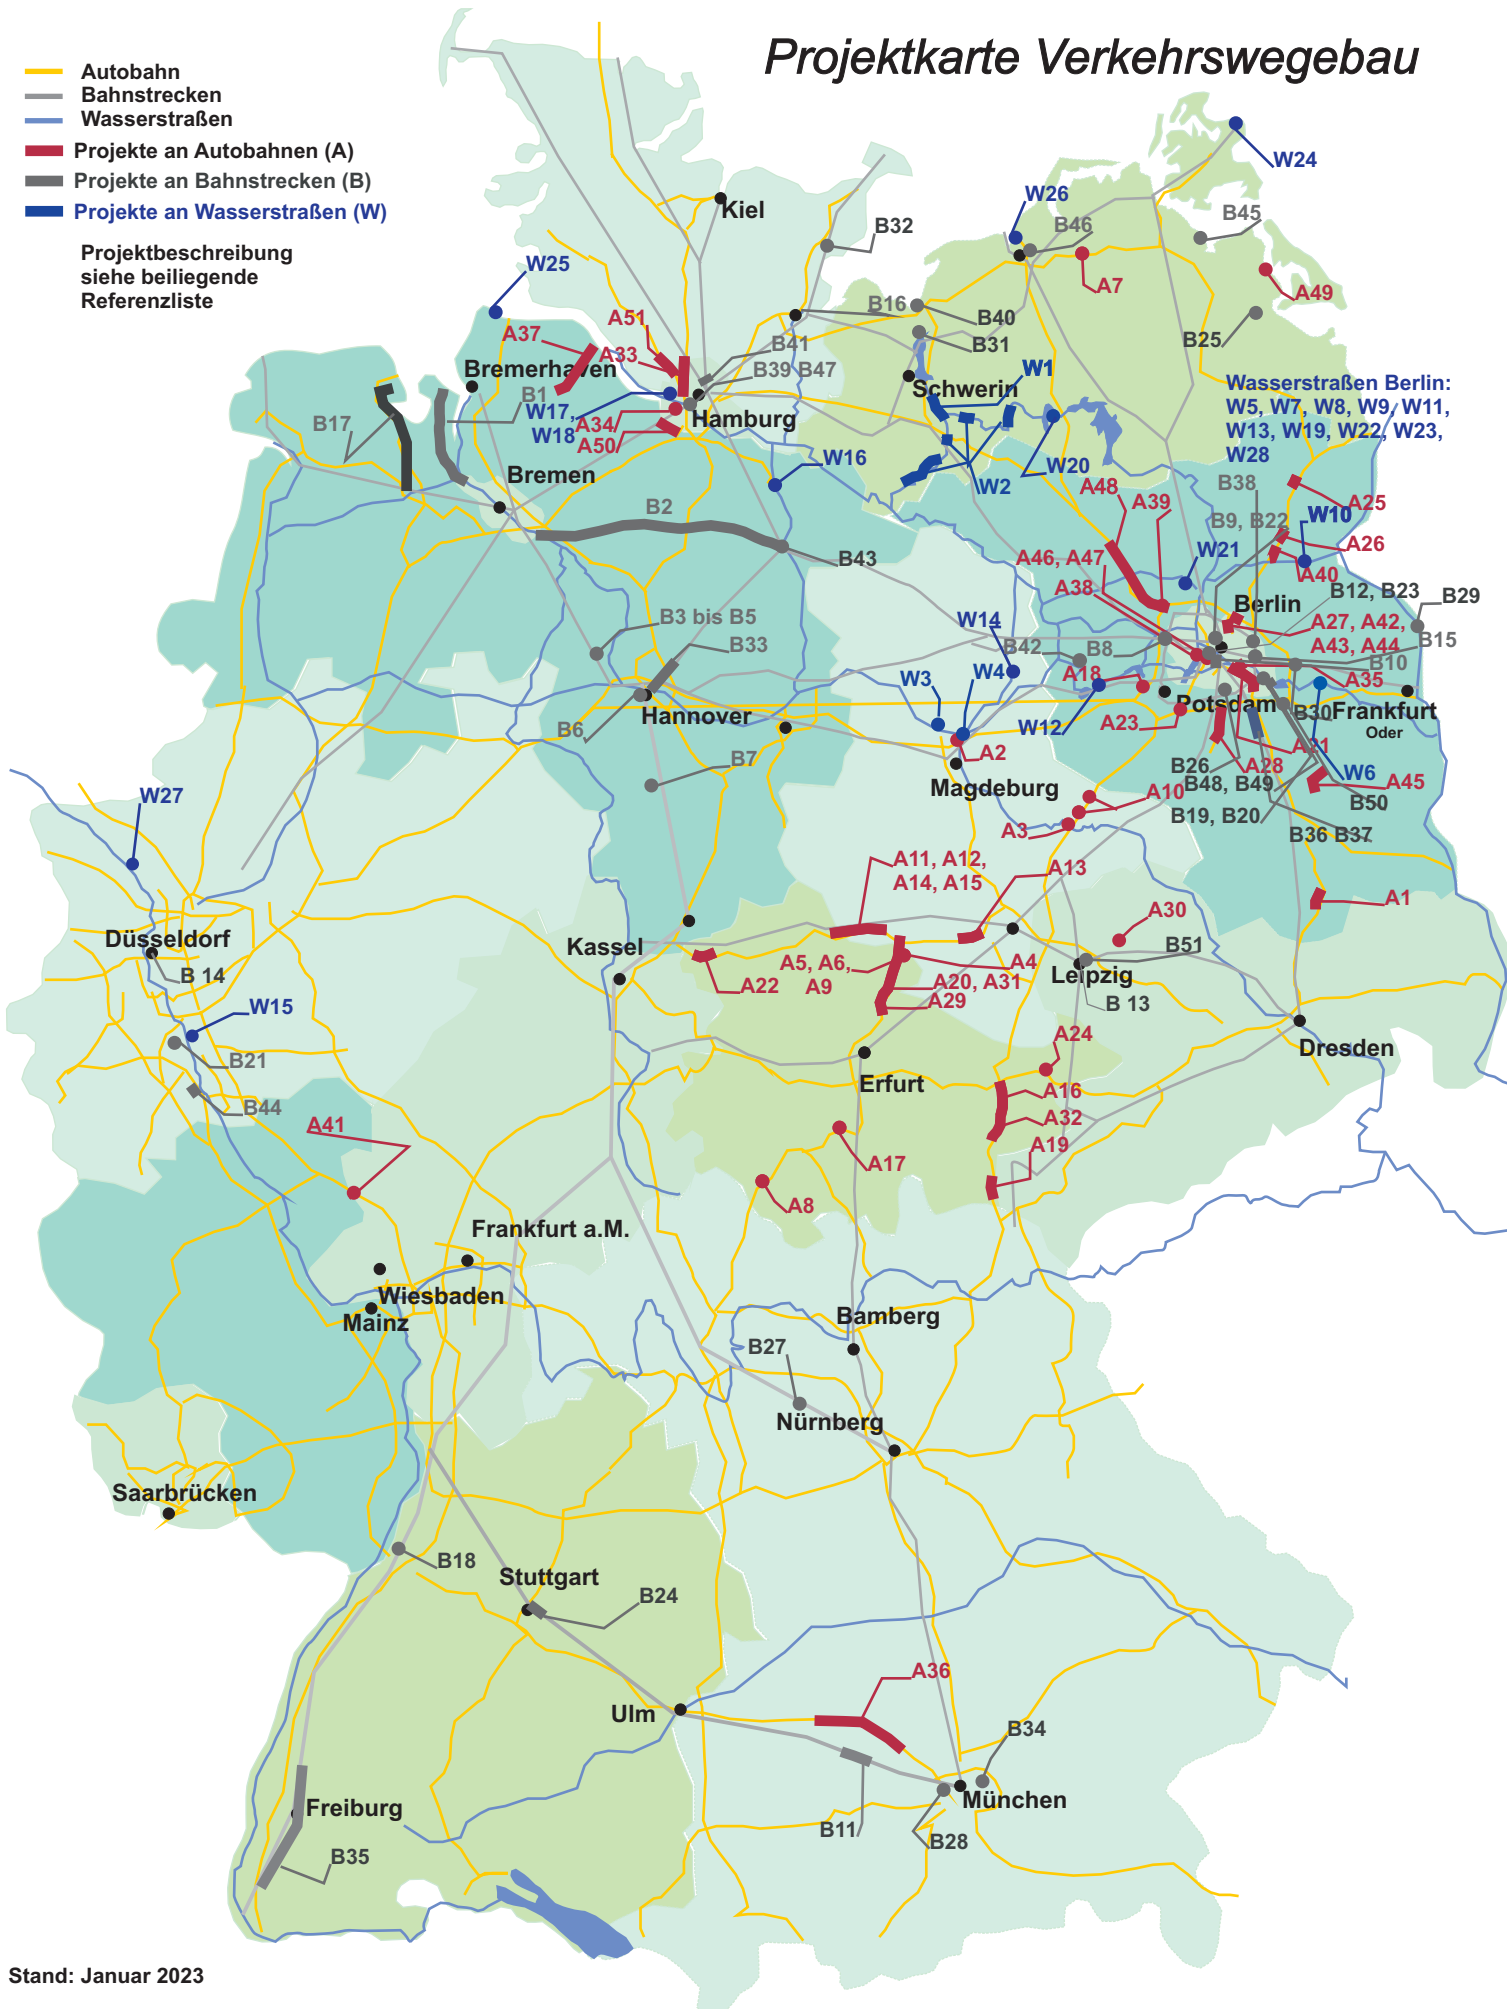 Projektkarte Verkehrswegebau
Autobahn
Bahnstrecken
Wasserstraßen
Projekte an Autobahnen (A)
Projekte an Bahnstrecken (B)
Projekte an Wasserstraßen (W)
Projektbeschreibung
siehe beiliegende
Referenzliste
W24
Kiel
W26
B46
B45
B32
W25
A7
A49
B16
B40
B31
B25
A51
A37
A33
B41
B39 B47
Bremerhaven
B1
W17,
W18
A34
A50
Hamburg
Schwerin
W1
Wasserstraßen Berlin:
W5, W7, W8, W9, W11,
W13, W19, W22, W23,
W28
B17
Bremen
W16
W20
W2
A48
A39
B38
A25
B2
B9, B22
W10
A26
B43
A46, A47
W21
A40
A38
B12, B23
B29
Berlin
B3 bis B5
W14
A27, A42,
A43, A44
B15
B33
B42
B8
B10
W3
W4
A18
A35
Hannover
W12
A23
Potsdam
B30
Frankfurt
Oder
B6
A2
A21
B7
Magdeburg
B26
A28
W6
A45
B48, B49
A10
B50
W27
B19, B20
A3
B36 B37
A11, A12,
A14, A15
A13
A1
A30
Düsseldorf
Kassel
B51
B 14
A5, A6,
A9
A4
Leipzig
A22
A20, A31
A29
B 13
W15
A24
Dresden
B21
Erfurt
A16
B44
A32
A41
A19
A17
A8
Frankfurt a.M.
Wiesbaden
Mainz
Bamberg
B27
Nürnberg
Saarbrücken
B18
Stuttgart
B24
A36
Ulm
B34
Freiburg
München
B11
B28
B35
Stand: Januar 2023